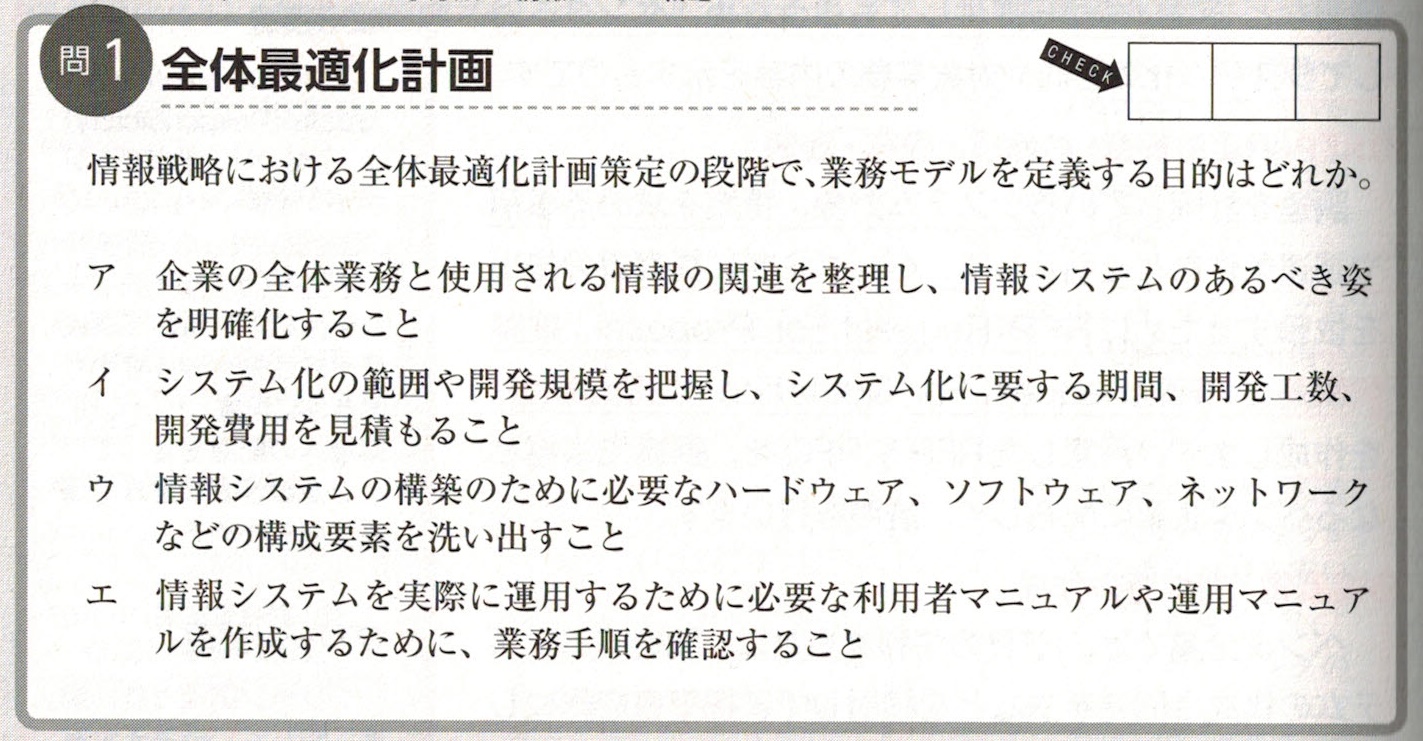 問1 全体最適化計画
CHECK
情報戦略における全体最適化計画策定の段階で、業務モデルを定義する目的はどれか。
ア 企業の全体業務と使用される情報の関連を整理し、情報システムのあるべき姿
を明確化すること
イ システム化の範囲や開発規模を把握し、システム化に要する期間、開発工数、
開発費用を見積もること
ウ 情報システムの構築のために必要なハードウェア、ソフトウェア、ネットワーク
などの構成要素を洗い出すこと
エ 情報システムを実際に運用するために必要な利用者マニュアルや運用マニュア
ルを作成するために、業務手順を確認すること